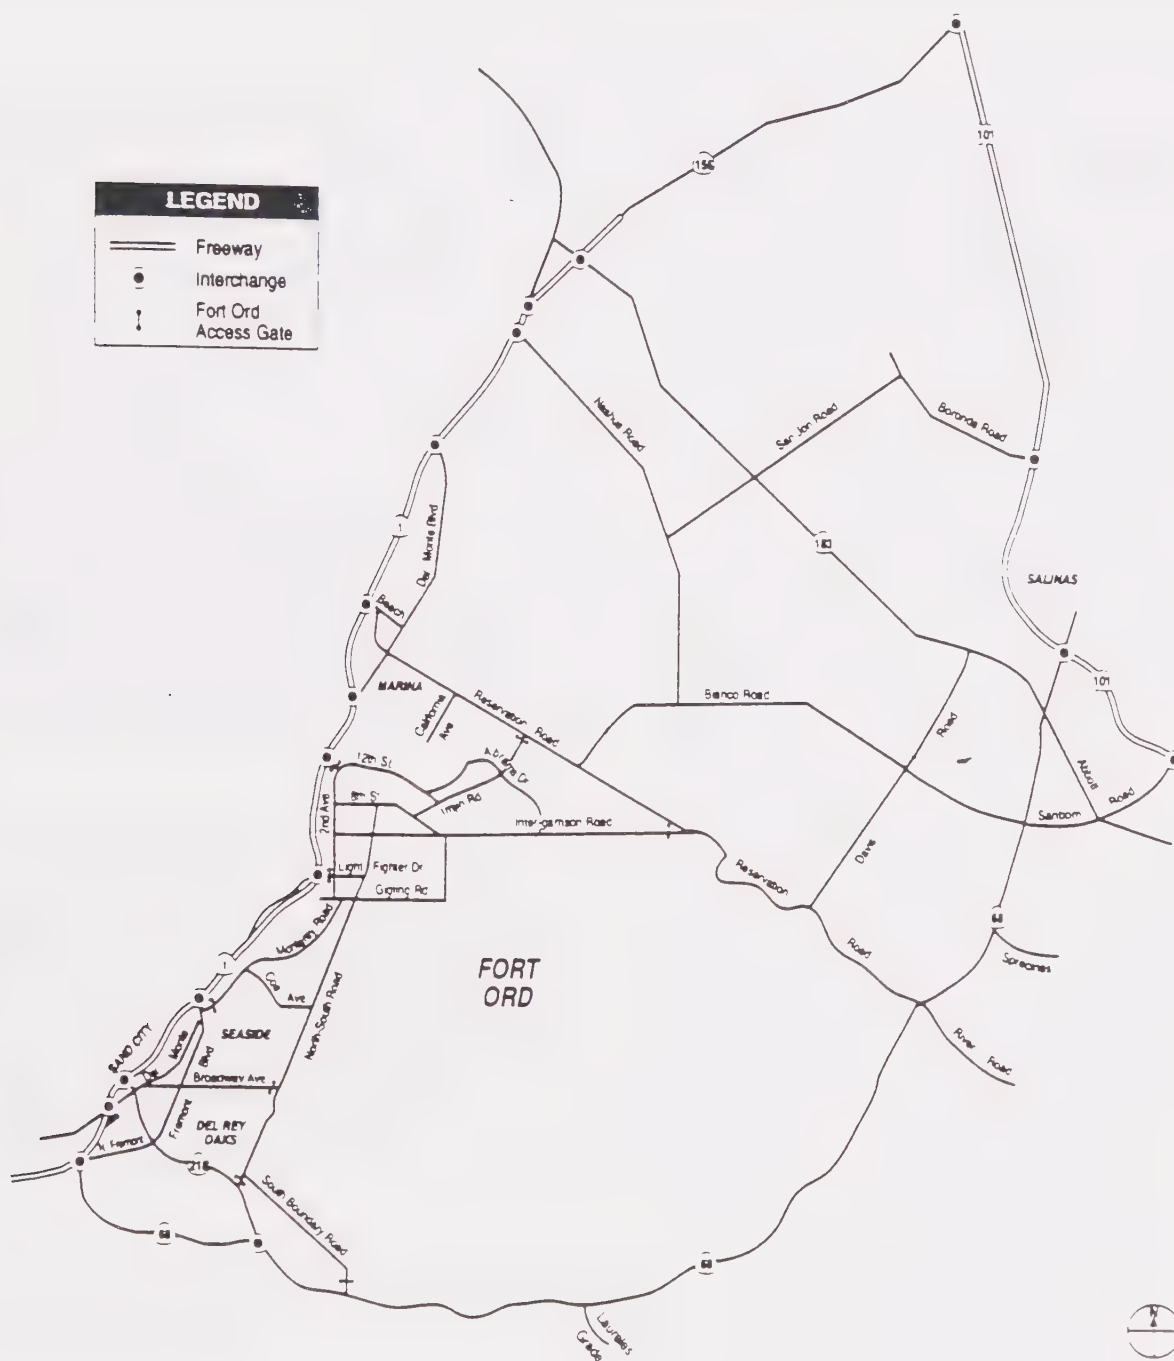 LEGEND
Freeway
Interchange
Fort Ord
Access Gate
156
101
San Jon Road
Boronda Road
Nashua Road
1
Del Monte Blvd
183
SALINAS
Beach
MARINA
101
California
Ave
Reservation Road
Blanco Road
Road
12th St
Abrams Dr
Abbott
8th St
Imjin Rd
2nd Ave
Inter-garrison Road
Sanborn
Road
Light Fighter Dr
Davis
Gigling Rd
Reservation
Monterey Road
68
FORT
ORD
Road
Spreckles
1
Coe
Ave
North-South Road
SEASIDE
SAND CITY
Monte
Blvd
River Road
Broadway Ave
Fremont
DEL REY
OAKS
N. Fremont
218
South Boundary Road
68
68
Laureles
Grade
N